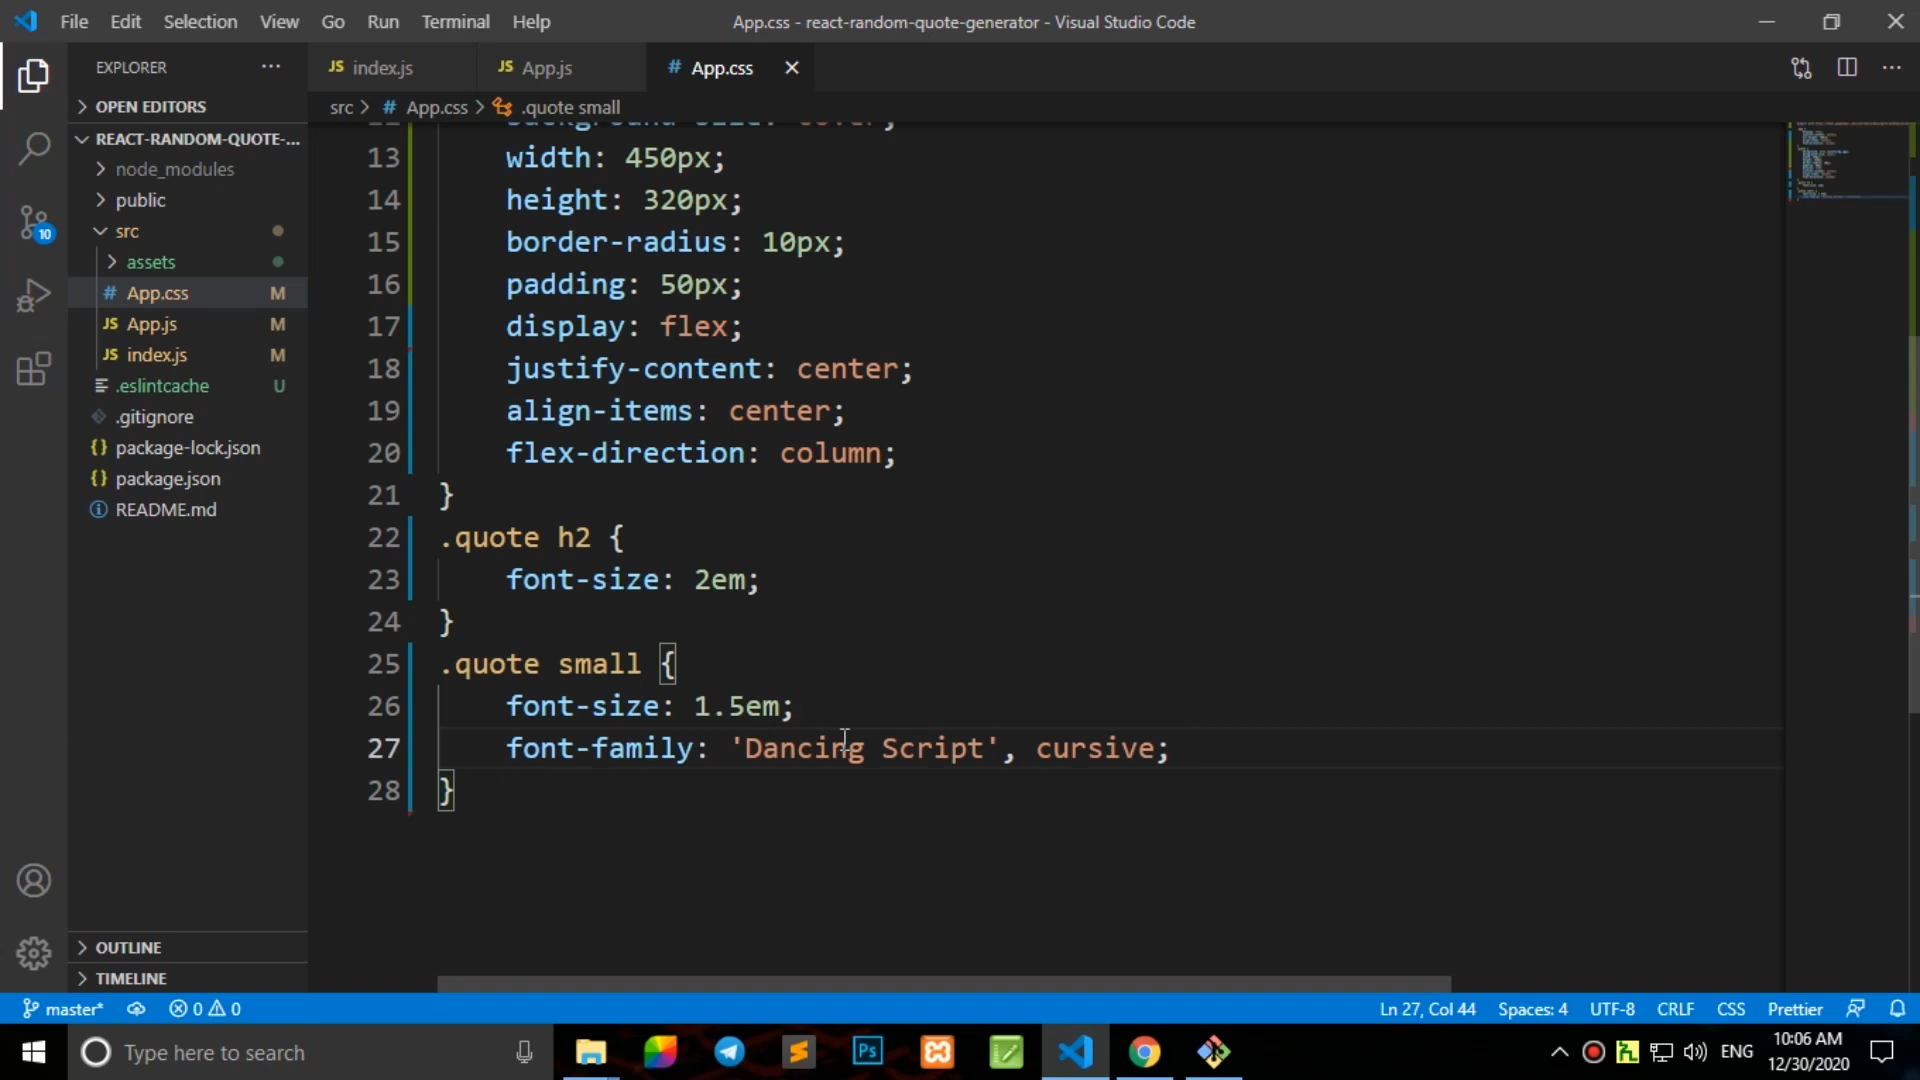 File Edit Selection View Go Run Terminal Help
App.css - react-random-quote-generator - Visual Studio Code
EXPLORER
JS index.js
JS App.js
# App.css
OPEN EDITORS
src > # App.css > .quote small
REACT-RANDOM-QUOTE-...
node_modules
public
src
assets
# App.css M
JS App.js M
JS index.js M
.eslintcache U
.gitignore
{} package-lock.json
{} package.json
README.md
10
OUTLINE
TIMELINE
12 background-size: cover;
13 width: 450px;
14 height: 320px;
15 border-radius: 10px;
16 padding: 50px;
17 display: flex;
18 justify-content: center;
19 align-items: center;
20 flex-direction: column;
21 }
22 .quote h2 {
23 font-size: 2em;
24 }
25 .quote small {
26 font-size: 1.5em;
27 font-family: 'Dancing Script', cursive;
28 }
master* 0 0 Ln 27, Col 44 Spaces: 4 UTF-8 CRLF CSS Prettier
Type here to search
Ps
ENG
10:06 AM
12/30/2020